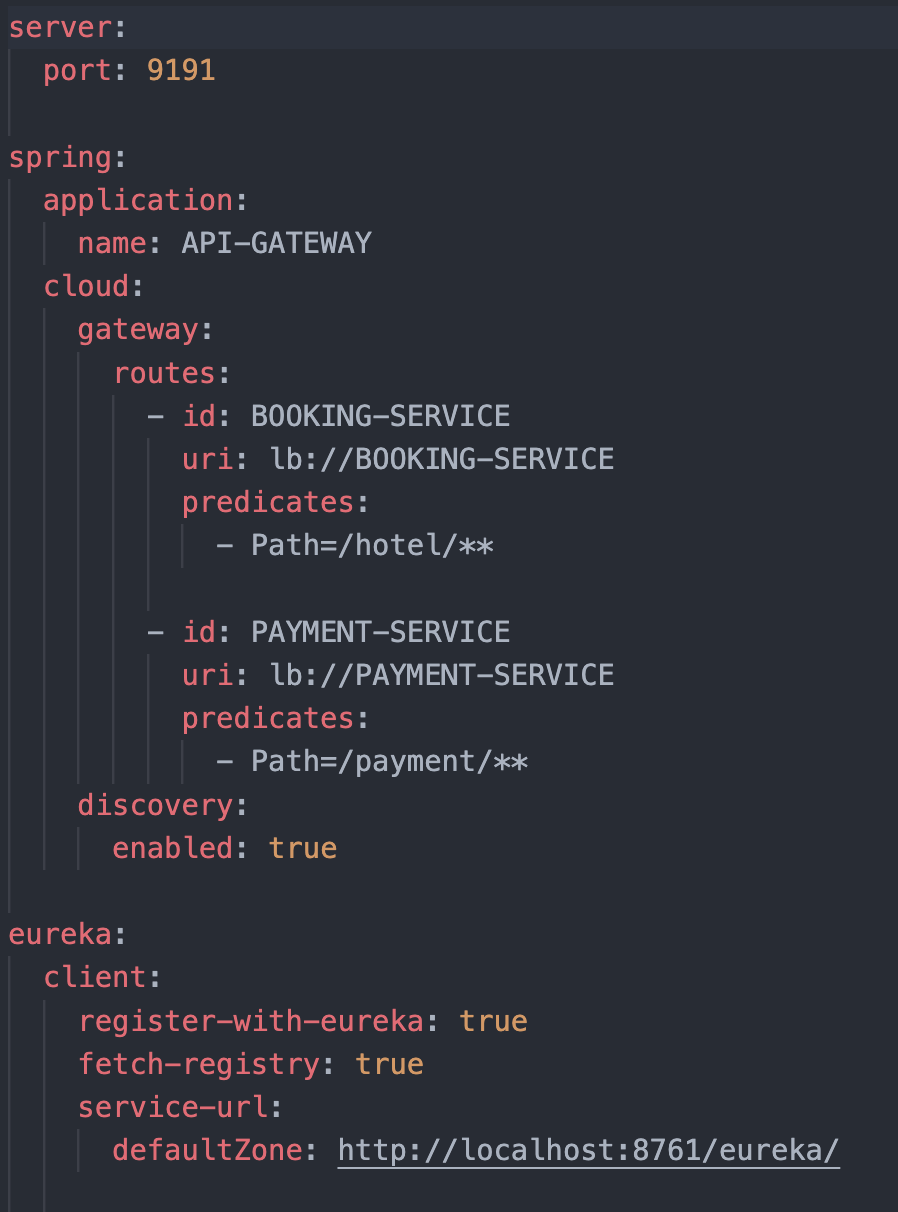 server:
  port: 9191

spring:
  application:
    name: API-GATEWAY
  cloud:
    gateway:
      routes:
        - id: BOOKING-SERVICE
          uri: lb://BOOKING-SERVICE
          predicates:
            - Path=/hotel/**

        - id: PAYMENT-SERVICE
          uri: lb://PAYMENT-SERVICE
          predicates:
            - Path=/payment/**
    discovery:
      enabled: true

eureka:
  client:
    register-with-eureka: true
    fetch-registry: true
    service-url:
      defaultZone: http://localhost:8761/eureka/